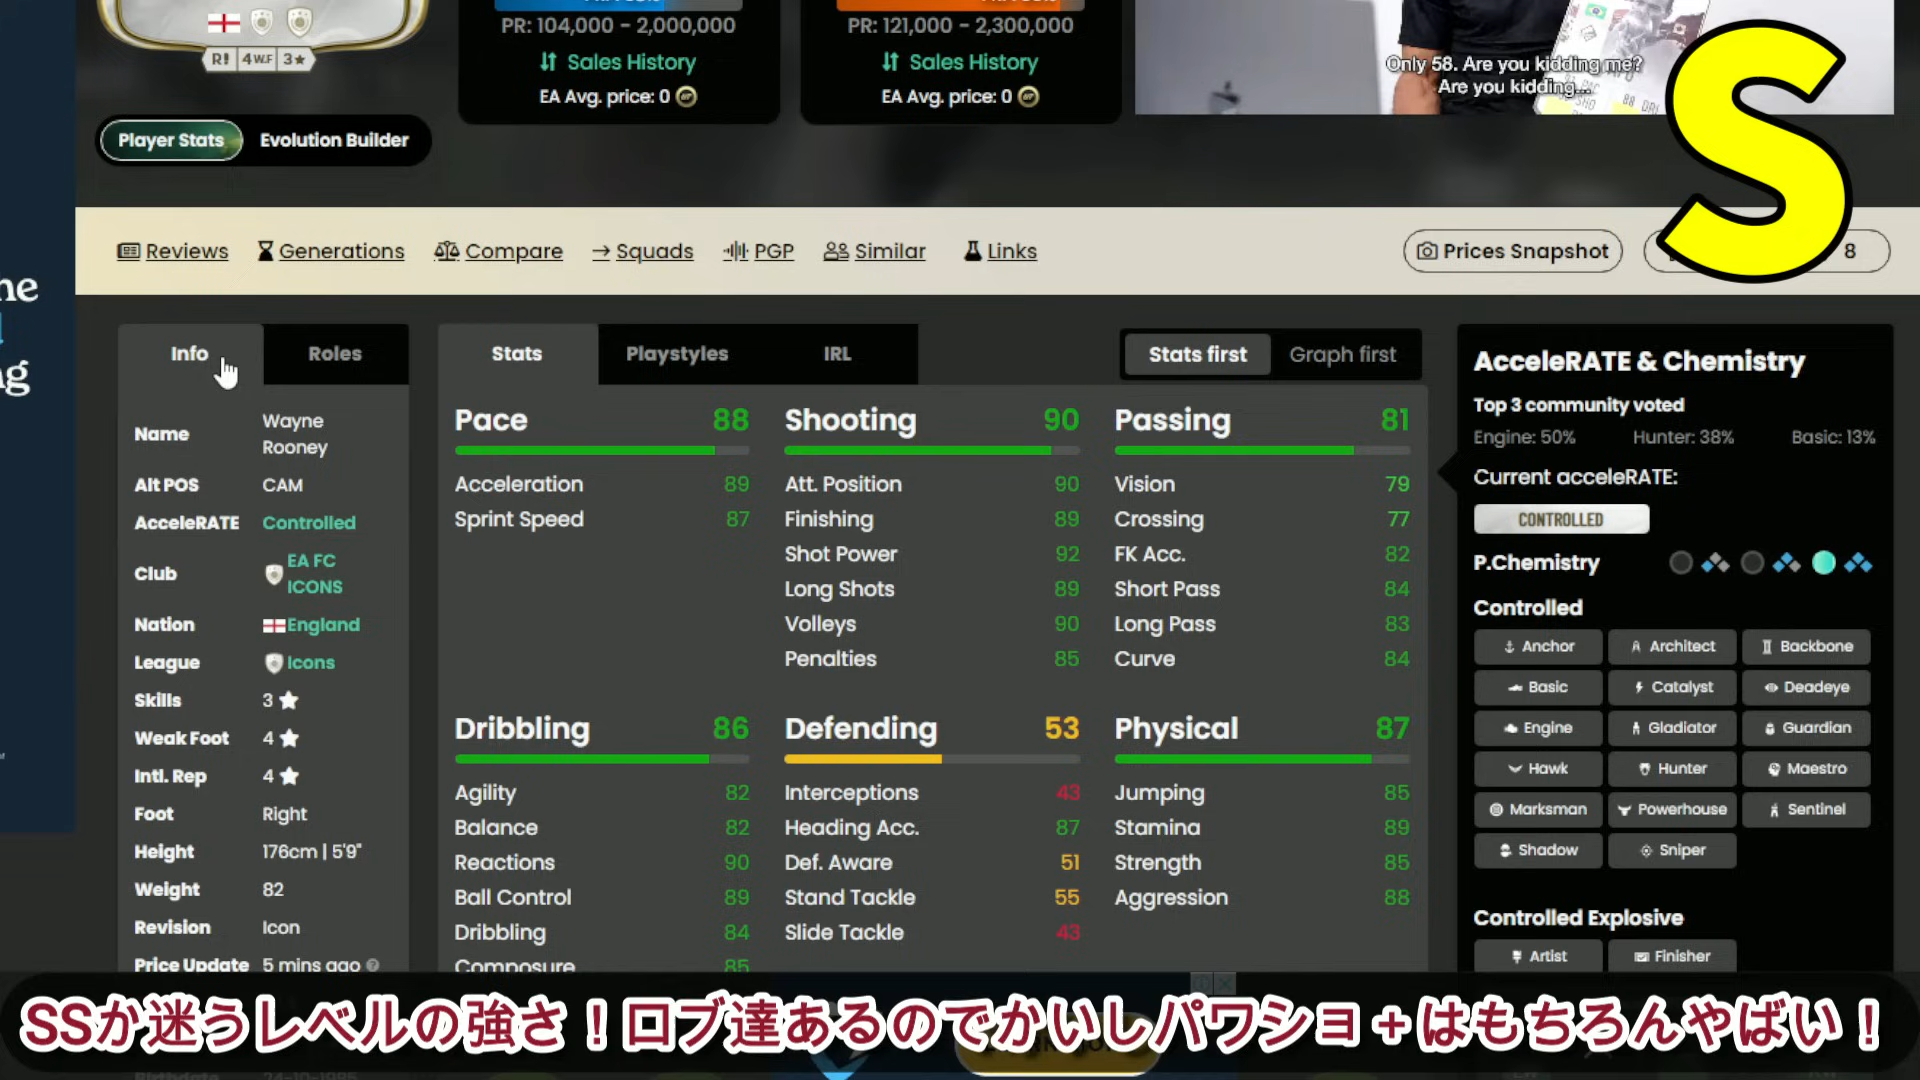 R! 4 W.F 3★
PR: 104,000 - 2,000,000
Sales History
EA Avg. price: 0
PR: 121,000 - 2,300,000
Sales History
EA Avg. price: 0
Only 58. Are you kidding me?
Are you kidding...
88 DRI
S
Player Stats
Evolution Builder
Reviews
Generations
Compare
Squads
PGP
Similar
Links
Prices Snapshot
8
Info
Roles
Name Wayne Rooney
Alt POS CAM
AcceleRATE Controlled
Club EA FC ICONS
Nation England
League Icons
Skills 3 ★
Weak Foot 4 ★
Intl. Rep 4 ★
Foot Right
Height 176cm | 5'9"
Weight 82
Revision Icon
Price Update 5 mins ago
Stats
Playstyles
IRL
Stats first
Graph first
Pace 88
Acceleration 89
Sprint Speed 87
Shooting 90
Att. Position 90
Finishing 89
Shot Power 92
Long Shots 89
Volleys 90
Penalties 85
Passing 81
Vision 79
Crossing 77
FK Acc. 82
Short Pass 84
Long Pass 83
Curve 84
Dribbling 86
Agility 82
Balance 82
Reactions 90
Ball Control 89
Dribbling 84
Composure 85
Defending 53
Interceptions 43
Heading Acc. 87
Def. Aware 51
Stand Tackle 55
Slide Tackle 43
Physical 87
Jumping 85
Stamina 89
Strength 85
Aggression 88
AcceleRATE & Chemistry
Top 3 community voted
Engine: 50% Hunter: 38% Basic: 13%
Current acceleRATE:
CONTROLLED
P.Chemistry
Controlled
Anchor Architect Backbone
Basic Catalyst Deadeye
Engine Gladiator Guardian
Hawk Hunter Maestro
Marksman Powerhouse Sentinel
Shadow Sniper
Controlled Explosive
Artist Finisher
SSか迷うレベルの強さ！ロブ達あるのでかいしパワショ＋はもちろんやばい！